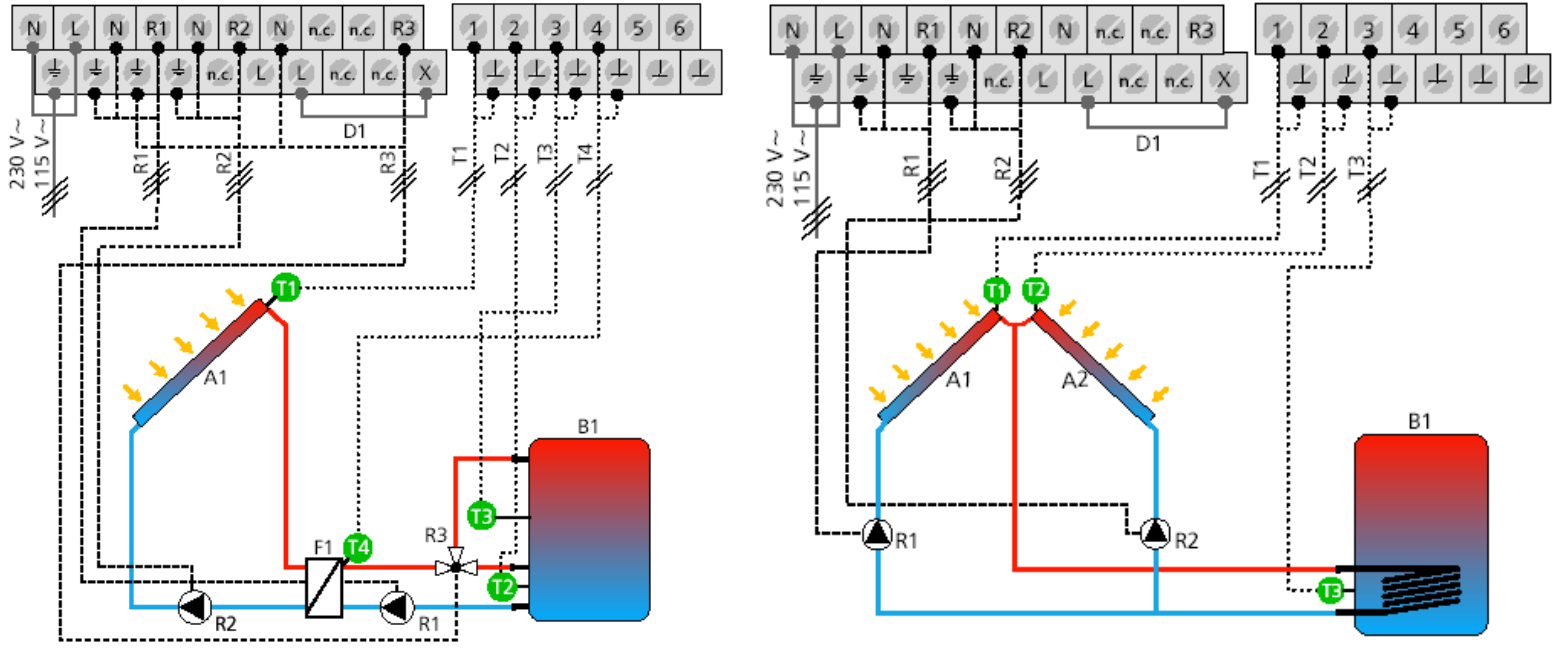 N L N R1 N R2 N n.c. n.c. R3
n.c. L L n.c. n.c. X
1 2 3 4 5 6
D1
230 V~
115 V~
R1 R2 R3 T1 T2 T3 T4
T1
A1
B1
T3
R3
F1 T4
T2
R2 R1
N L N R1 N R2 N n.c. n.c. R3
n.c. L L n.c. n.c. X
1 2 3 4 5 6
D1
230 V~
115 V~
R1 R2 T1 T2 T3
T1 T2
A1 A2
B1
R1 R2
T3